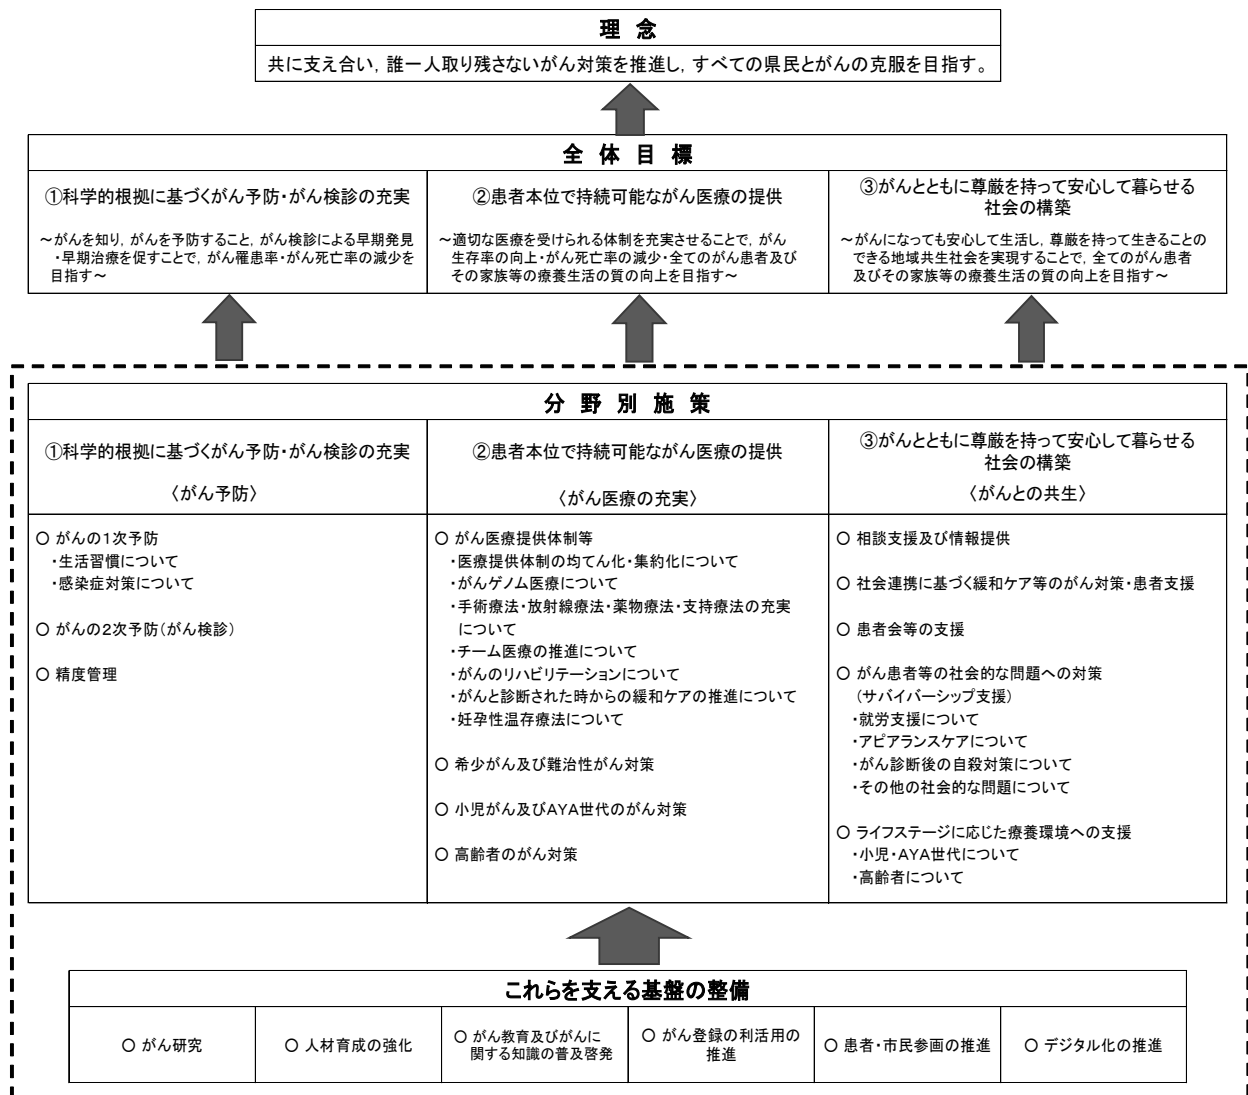 理 念
共に支え合い，誰一人取り残さないがん対策を推進し，すべての県民とがんの克服を目指す。
全 体 目 標
①科学的根拠に基づくがん予防・がん検診の充実
～がんを知り，がんを予防すること，がん検診による早期発見
・早期治療を促すことで，がん罹患率・がん死亡率の減少を
目指す～
②患者本位で持続可能ながん医療の提供
～適切な医療を受けられる体制を充実させることで，がん
生存率の向上・がん死亡率の減少・全てのがん患者及び
その家族等の療養生活の質の向上を目指す～
③がんとともに尊厳を持って安心して暮らせる
社会の構築
～がんになっても安心して生活し，尊厳を持って生きることの
できる地域共生社会を実現することで，全てのがん患者
及びその家族等の療養生活の質の向上を目指す～
分 野 別 施 策
①科学的根拠に基づくがん予防・がん検診の充実
〈がん予防〉
②患者本位で持続可能ながん医療の提供
〈がん医療の充実〉
③がんとともに尊厳を持って安心して暮らせる
社会の構築
〈がんとの共生〉
○ がんの１次予防
・生活習慣について
・感染症対策について
○ がんの２次予防（がん検診）
○ 精度管理
○ がん医療提供体制等
・医療提供体制の均てん化・集約化について
・がんゲノム医療について
・手術療法・放射線療法・薬物療法・支持療法の充実
について
・チーム医療の推進について
・がんのリハビリテーションについて
・がんと診断された時からの緩和ケアの推進について
・妊孕性温存療法について
○ 希少がん及び難治性がん対策
○ 小児がん及びAYA世代のがん対策
○ 高齢者のがん対策
○ 相談支援及び情報提供
○ 社会連携に基づく緩和ケア等のがん対策・患者支援
○ 患者会等の支援
○ がん患者等の社会的な問題への対策
（サバイバーシップ支援）
・就労支援について
・アピアランスケアについて
・がん診断後の自殺対策について
・その他の社会的な問題について
○ ライフステージに応じた療養環境への支援
・小児・AYA世代について
・高齢者について
これらを支える基盤の整備
○ がん研究
○ 人材育成の強化
○ がん教育及びがんに
関する知識の普及啓発
○ がん登録の利活用の
推進
○ 患者・市民参画の推進
○ デジタル化の推進